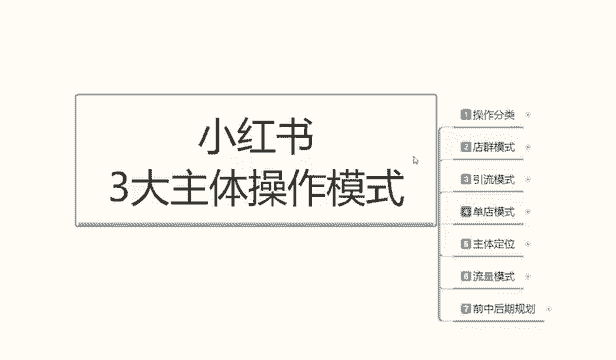 小红书
3大主体操作模式
1 操作分类
2 店群模式
3 引流模式
4 单店模式
5 主体定位
6 流量模式
7 前中后期规划